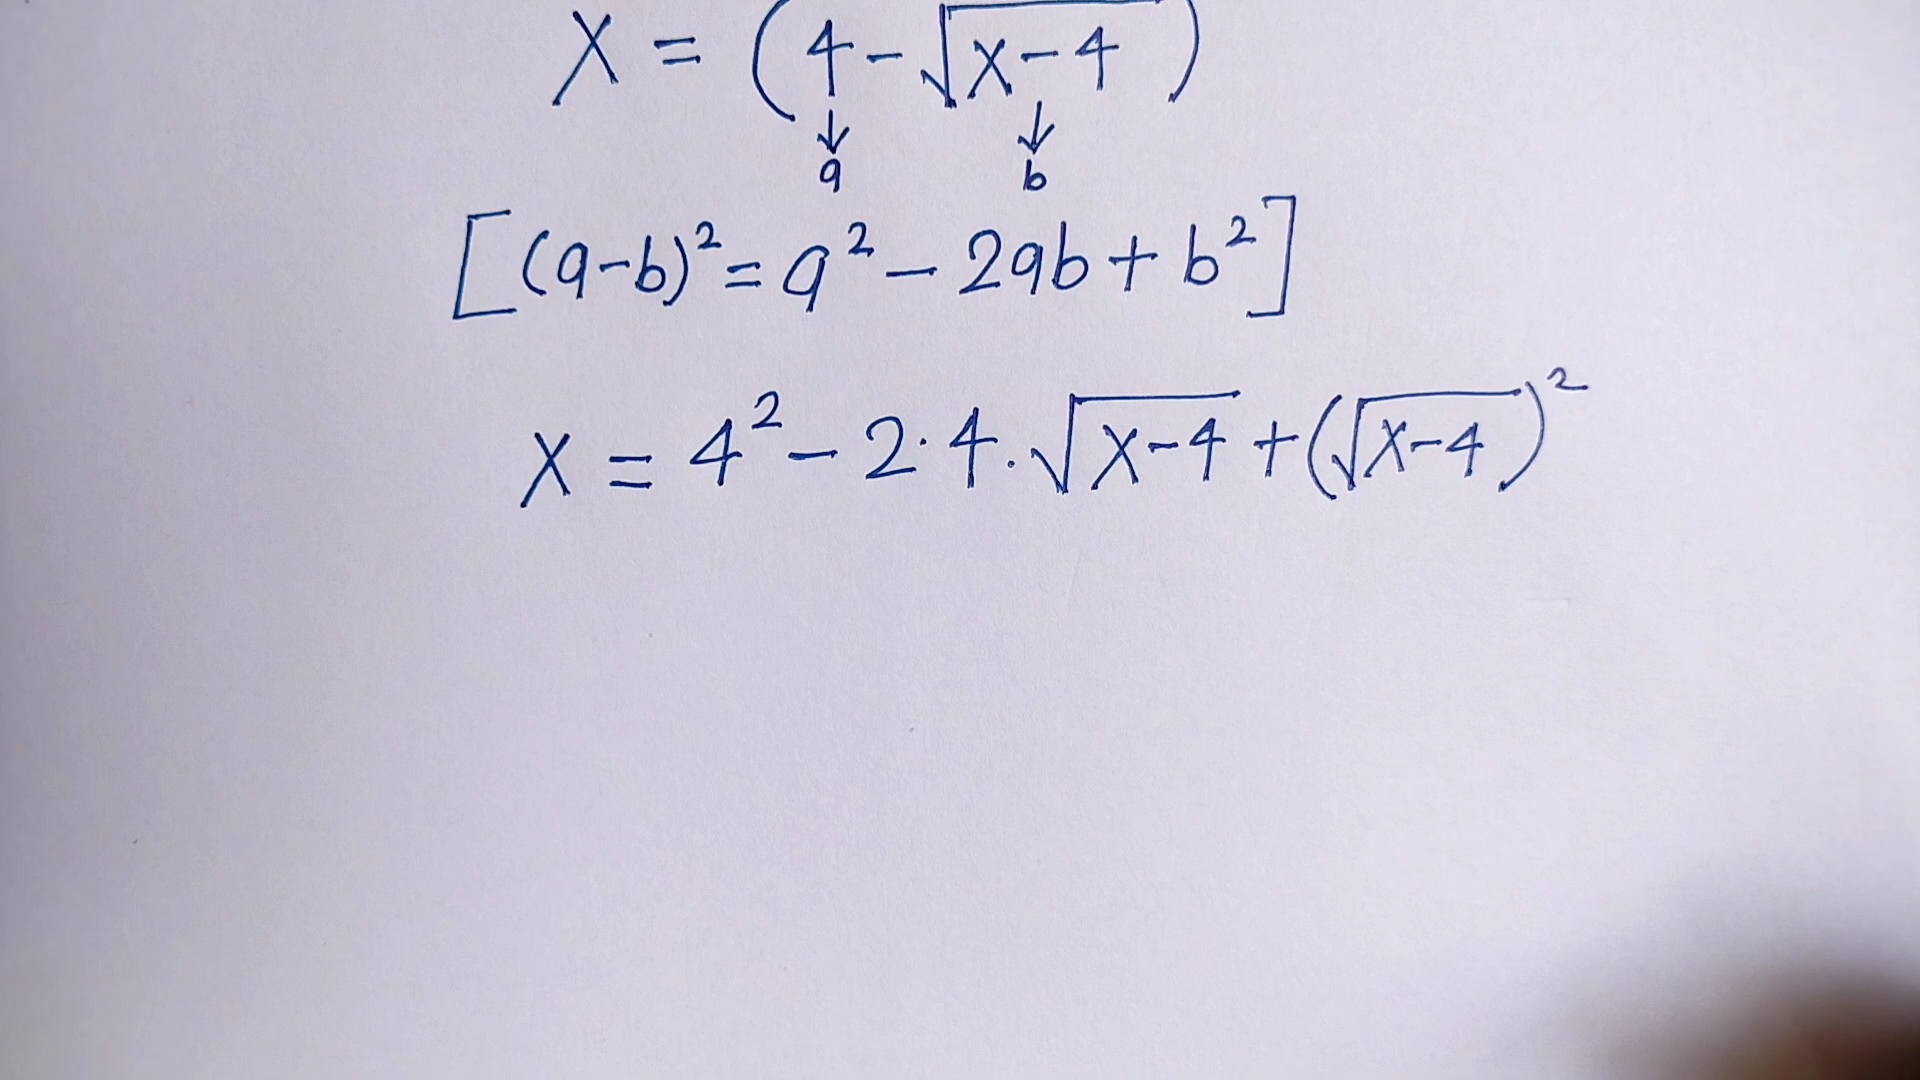 X = (4-√(x-4))
↓ ↓
a b
[(a-b)²= a² - 2ab + b²]
X = 4² - 2·4.√(x-4) + (√(x-4))²